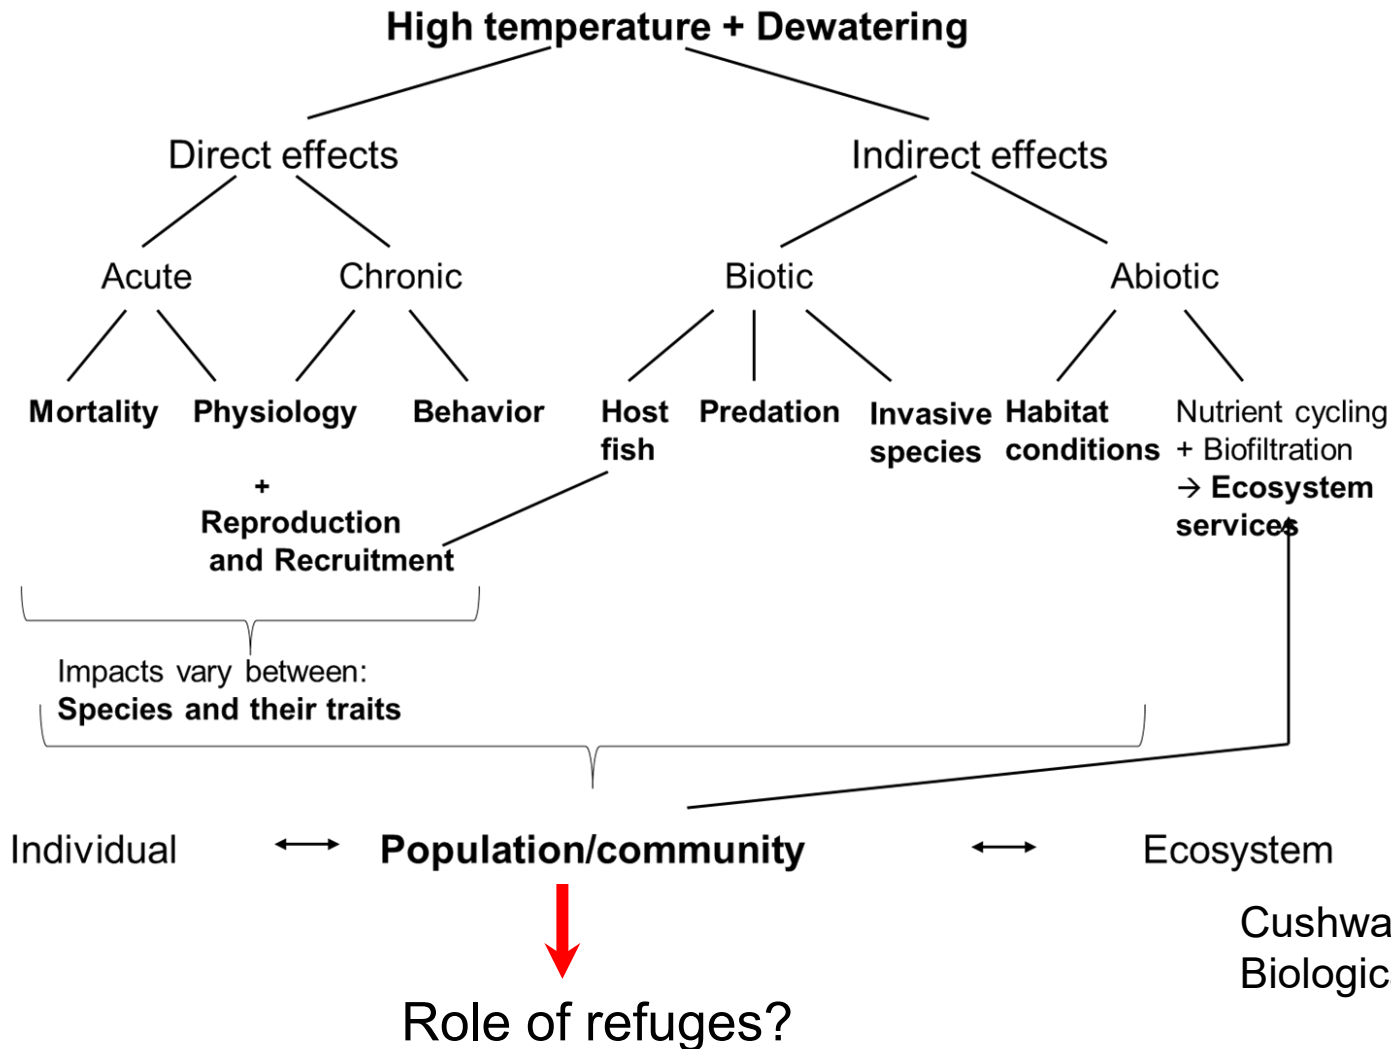 High temperature + Dewatering
Direct effects
Indirect effects
Acute
Chronic
Biotic
Abiotic
Mortality
Physiology
Behavior
Host
fish
Predation
Invasive
species
Habitat
conditions
Nutrient cycling
+ Biofiltration
→ Ecosystem
services
+
Reproduction
and Recruitment
Impacts vary between:
Species and their traits
Individual
Population/community
Ecosystem
Cushwa
Biologic
Role of refuges?